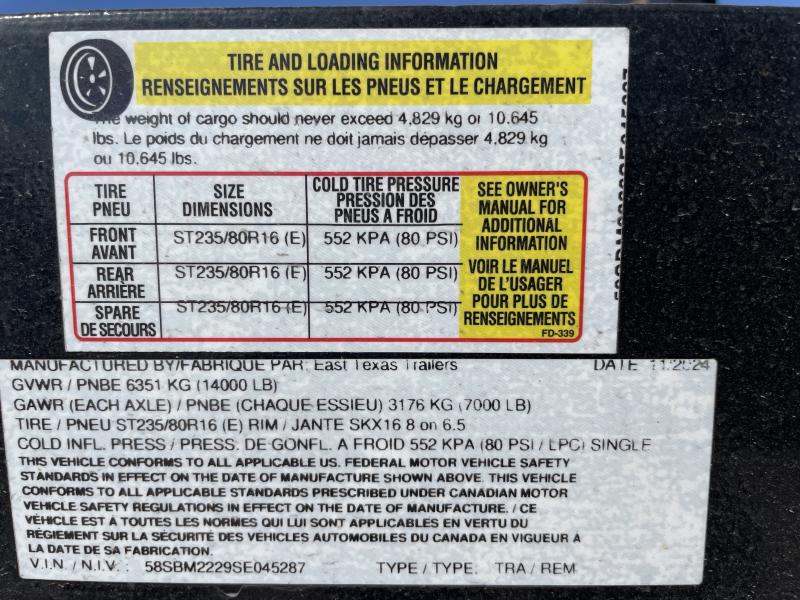 TIRE AND LOADING INFORMATION
RENSEIGNEMENTS SUR LES PNEUS ET LE CHARGEMENT
The weight of cargo should never exceed 4,829 kg or 10.645
lbs. Le poids du chargement ne doit jamais dépasser 4,829 kg
ou 10,645 lbs.
TIRE PNEU SIZE DIMENSIONS COLD TIRE PRESSURE PRESSION DES PNEUS A FROID
FRONT AVANT ST235/80R16 (E) 552 KPA (80 PSI)
REAR ARRIÈRE ST235/80R16 (E) 552 KPA (80 PSI)
SPARE DE SECOURS ST235/80R16 (E) 552 KPA (80 PSI)
SEE OWNER'S
MANUAL FOR
ADDITIONAL
INFORMATION
VOIR LE MANUEL
DE L'USAGER
POUR PLUS DE
RENSEIGNEMENTS
FD-339
MANUFACTURED BY/FABRIQUE PAR: East Texas Trailers DATE 11/2024
GVWR / PNBE 6351 KG (14000 LB)
GAWR (EACH AXLE) / PNBE (CHAQUE ESSIEU) 3176 KG (7000 LB)
TIRE / PNEU ST235/80R16 (E) RIM / JANTE SKX16 8 on 6.5
COLD INFL. PRESS / PRESS. DE GONFL. A FROID 552 KPA (80 PSI / LPC) SINGLE
THIS VEHICLE CONFORMS TO ALL APPLICABLE US. FEDERAL MOTOR VEHICLE SAFETY
STANDARDS IN EFFECT ON THE DATE OF MANUFACTURE SHOWN ABOVE. THIS VEHICLE
CONFORMS TO ALL APPLICABLE STANDARDS PRESCRIBED UNDER CANADIAN MOTOR
VEHICLE SAFETY REGULATIONS IN EFFECT ON THE DATE OF MANUFACTURE. / CE
VÉHICLE EST À TOUTES LES NORMES QUI LUI SONT APPLICABLES EN VERTU DU
RÉGIEMENT SUR LA SÉCURITÉ DES VÉHICLES AUTOMOBILES DU CANADA EN VIGUEUR À
LA DATE DE SA FABRICATION.
V.I.N. / N.I.V. : 58SBM2229SE045287 TYPE / TYPE: TRA / REM